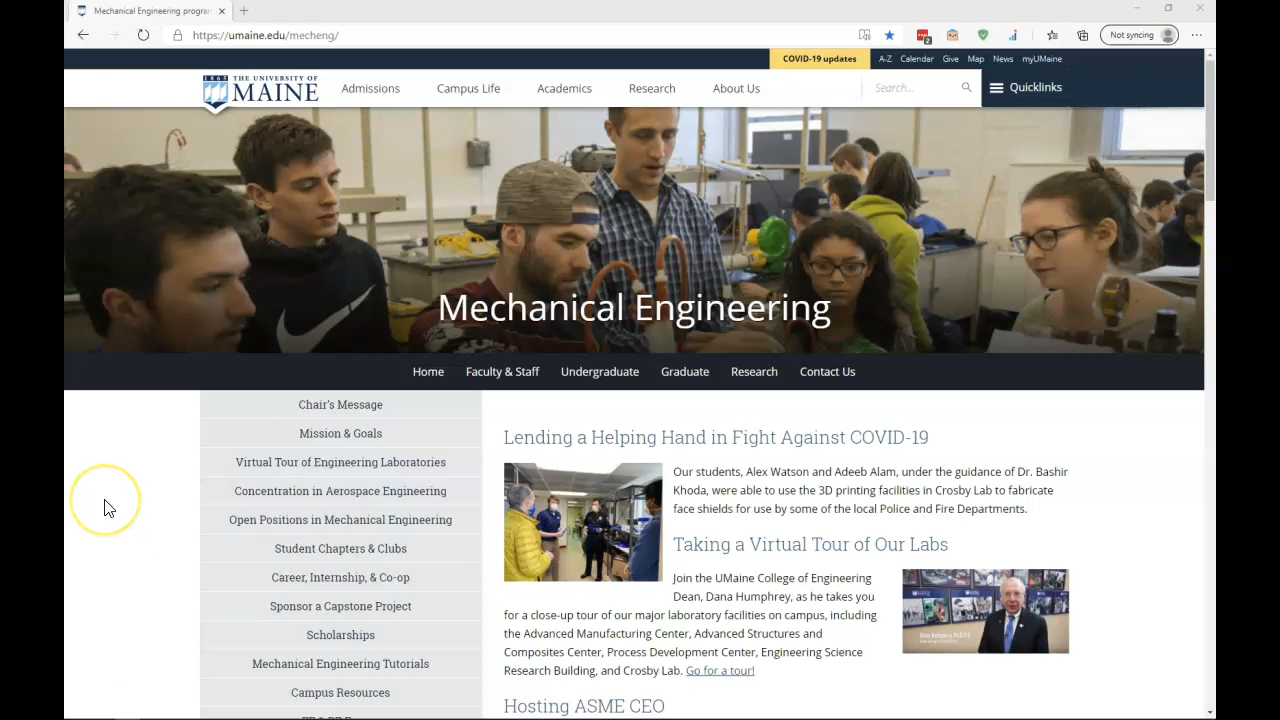 Mechanical Engineering progra
https://umaine.edu/mecheng/
2
Not syncing
COVID-19 updates
A-Z Calendar Give Map News myUMaine
THE UNIVERSITY OF
MAINE
Admissions Campus Life Academics Research About Us
Search...
Quicklinks
Mechanical Engineering
Home Faculty & Staff Undergraduate Graduate Research Contact Us
Chair's Message
Mission & Goals
Virtual Tour of Engineering Laboratories
Concentration in Aerospace Engineering
Open Positions in Mechanical Engineering
Student Chapters & Clubs
Career, Internship, & Co-op
Sponsor a Capstone Project
Scholarships
Mechanical Engineering Tutorials
Campus Resources
Lending a Helping Hand in Fight Against COVID-19
Our students, Alex Watson and Adeeb Alam, under the guidance of Dr. Bashir
Khoda, were able to use the 3D printing facilities in Crosby Lab to fabricate
face shields for use by some of the local Police and Fire Departments.
Taking a Virtual Tour of Our Labs
Join the UMaine College of Engineering
Dean, Dana Humphrey, as he takes you
for a close-up tour of our major laboratory facilities on campus, including
the Advanced Manufacturing Center, Advanced Structures and
Composites Center, Process Development Center, Engineering Science
Research Building, and Crosby Lab. Go for a tour!
Hosting ASME CEO